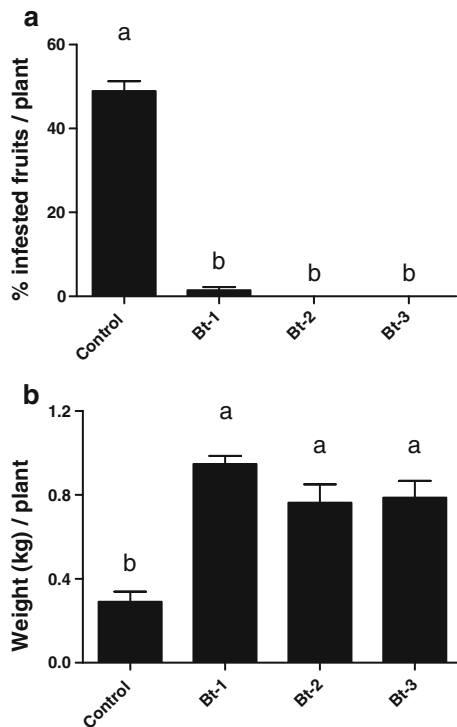 a
% infested fruits / plant
60
40
20
0
a
b
b
b
Control
Bt-1
Bt-2
Bt-3
b
Weight (kg) / plant
1.2
0.8
0.4
0.0
b
a
a
a
Control
Bt-1
Bt-2
Bt-3